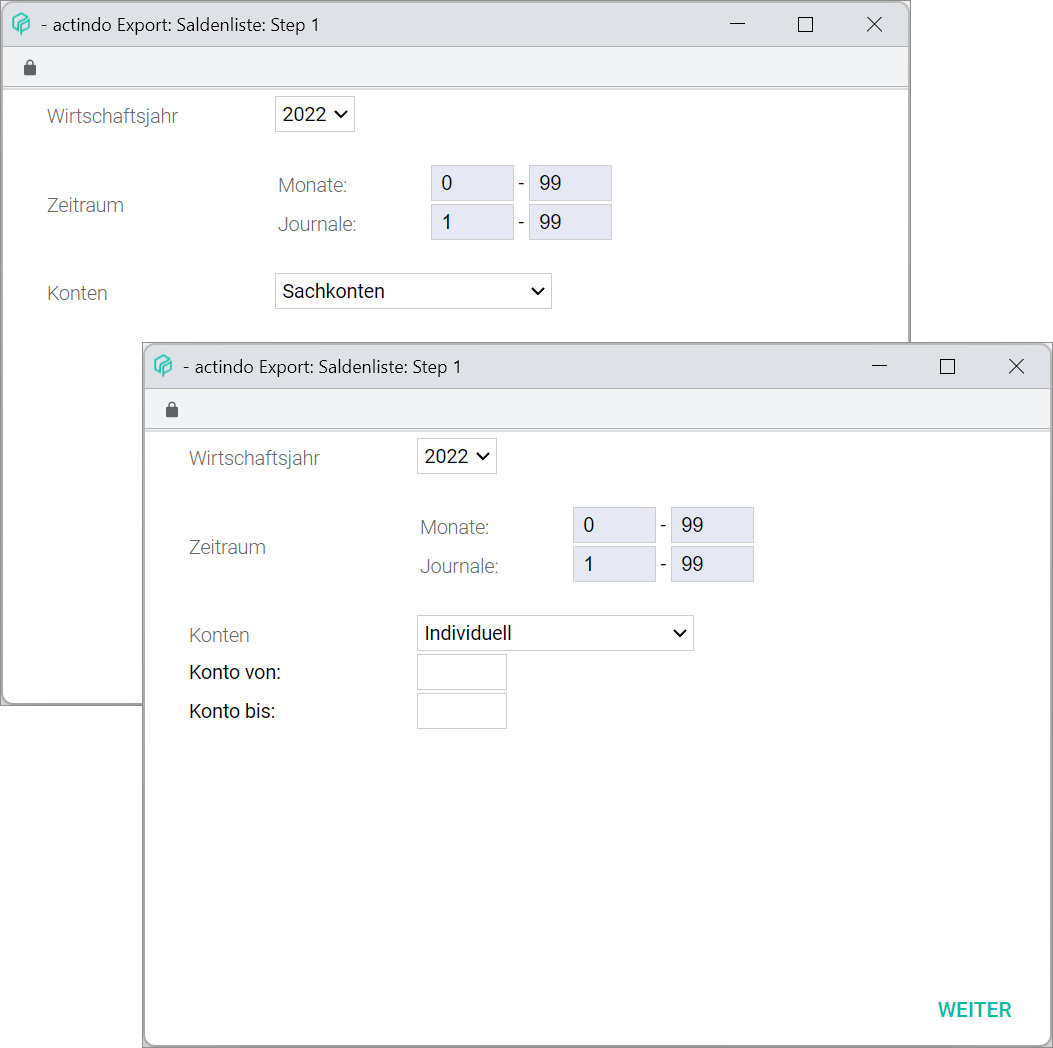 - actindo Export: Saldenliste: Step 1
Wirtschaftsjahr 2022
Zeitraum
Monate: 0 - 99
Journale: 1 - 99
Konten Sachkonten
- actindo Export: Saldenliste: Step 1
Wirtschaftsjahr 2022
Zeitraum
Monate: 0 - 99
Journale: 1 - 99
Konten Individuell
Konto von:
Konto bis:
WEITER